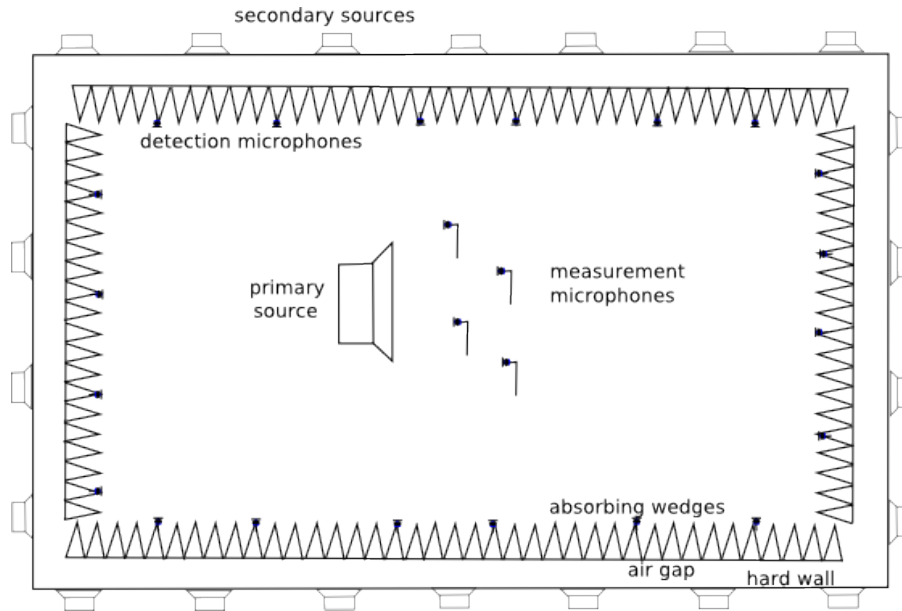 secondary sources
detection microphones
primary
source
measurement
microphones
absorbing wedges
air gap
hard wall